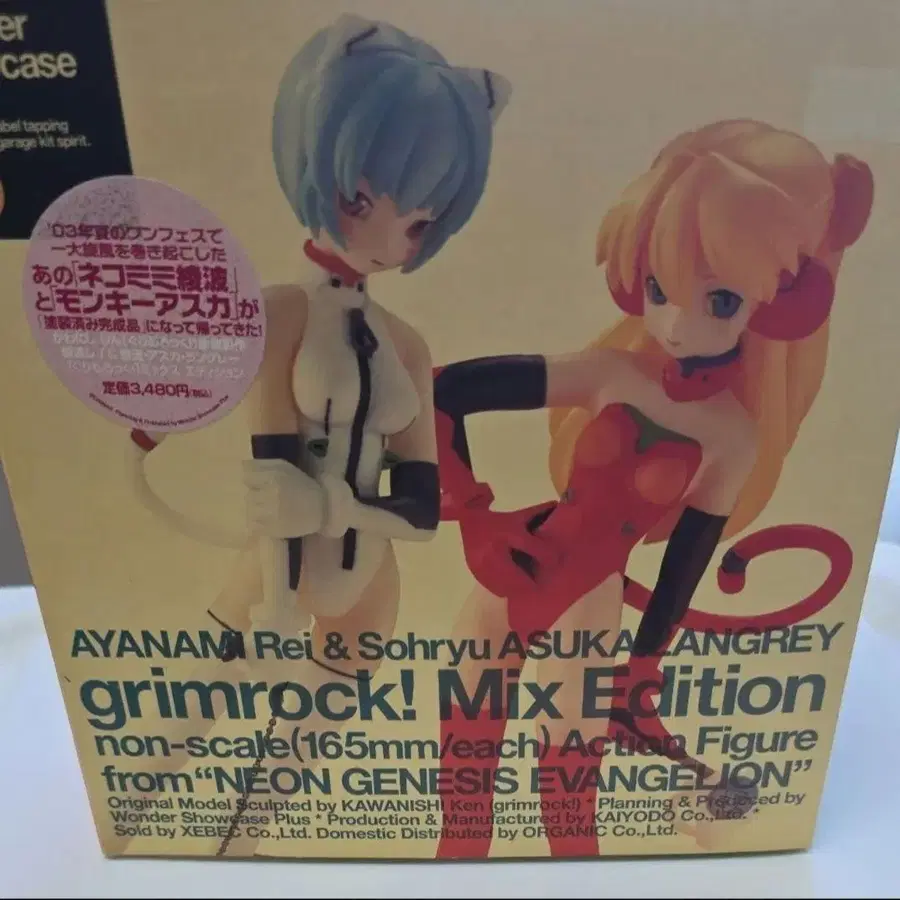 er
case
abel tapping
garage kit spirit.
'03年夏のワンフェスで
一大旋風を巻き起こした
あの「ネコミミ綾波」
と「モンキーアスカ」が
「塗装済み完成品」になって帰ってきた!
定価3,480円(税込)
AYANAMI Rei & Sohryu ASUKA LANGREY
grimrock! Mix Edition
non-scale(165mm/each) Action Figure
from “NEON GENESIS EVANGELION”
Original Model Sculpted by KAWANISHI Ken (grimrock!) * Planning & Produced by
Wonder Showcase Plus * Production & Manufactured by KAIYODO Co.,Ltd. *
Sold by XEBEC Co.,Ltd. Domestic Distributed by ORGANIC Co.,Ltd.